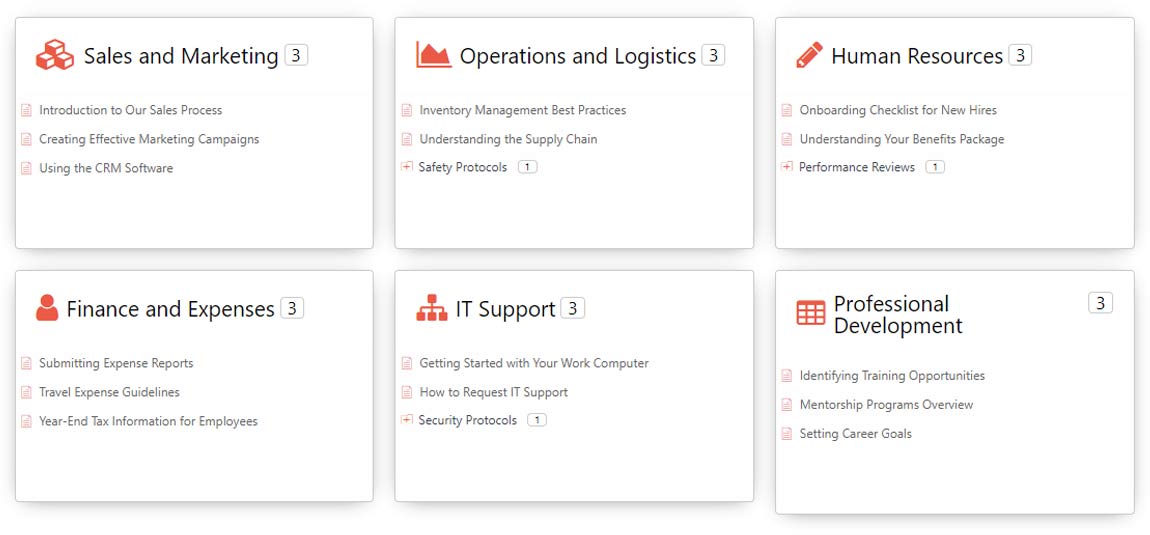 Sales and Marketing 3
Introduction to Our Sales Process
Creating Effective Marketing Campaigns
Using the CRM Software
Operations and Logistics 3
Inventory Management Best Practices
Understanding the Supply Chain
Safety Protocols 1
Human Resources 3
Onboarding Checklist for New Hires
Understanding Your Benefits Package
Performance Reviews 1
Finance and Expenses 3
Submitting Expense Reports
Travel Expense Guidelines
Year-End Tax Information for Employees
IT Support 3
Getting Started with Your Work Computer
How to Request IT Support
Security Protocols 1
Professional 3
Development
Identifying Training Opportunities
Mentorship Programs Overview
Setting Career Goals